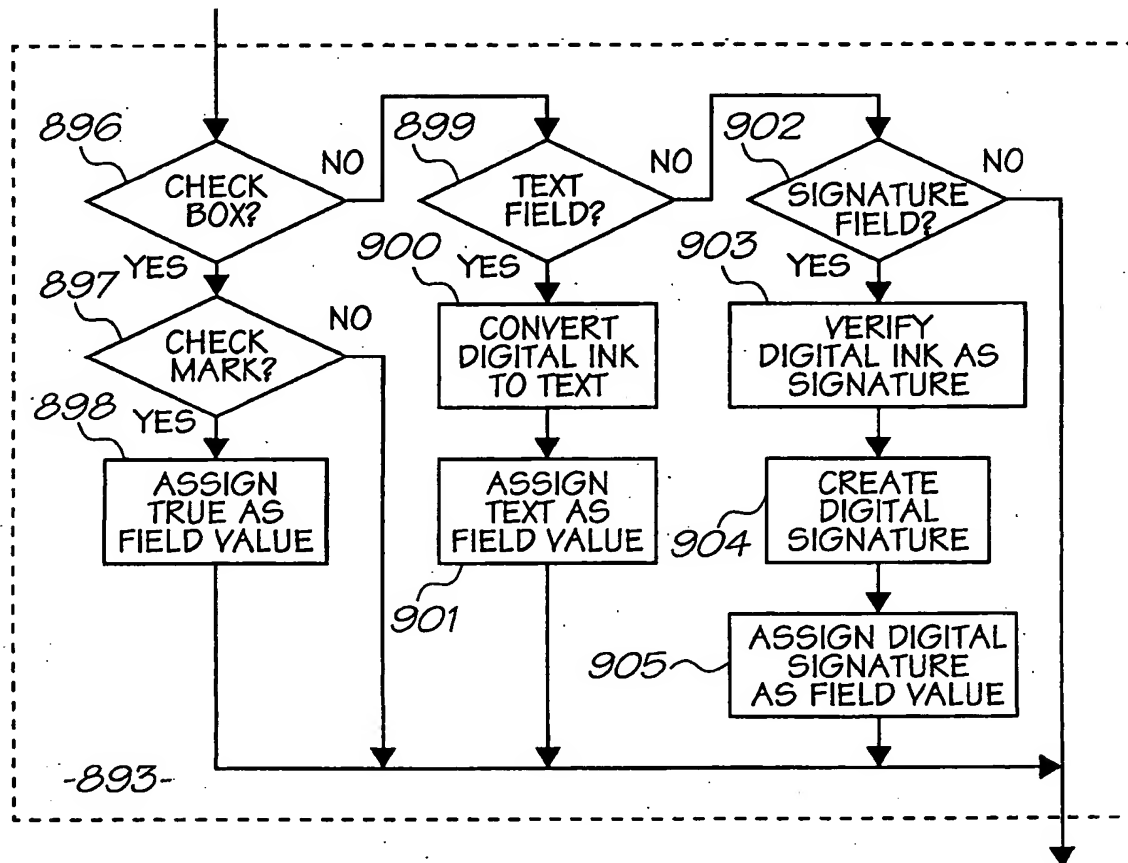 896
CHECK
BOX?
NO
YES
897
CHECK
MARK?
NO
YES
898
ASSIGN
TRUE AS
FIELD VALUE
899
TEXT
FIELD?
NO
YES
900
CONVERT
DIGITAL INK
TO TEXT
ASSIGN
TEXT AS
FIELD VALUE
901
902
SIGNATURE
FIELD?
NO
YES
903
VERIFY
DIGITAL INK AS
SIGNATURE
CREATE
DIGITAL
SIGNATURE
904
ASSIGN DIGITAL
SIGNATURE
AS FIELD VALUE
905
-893-